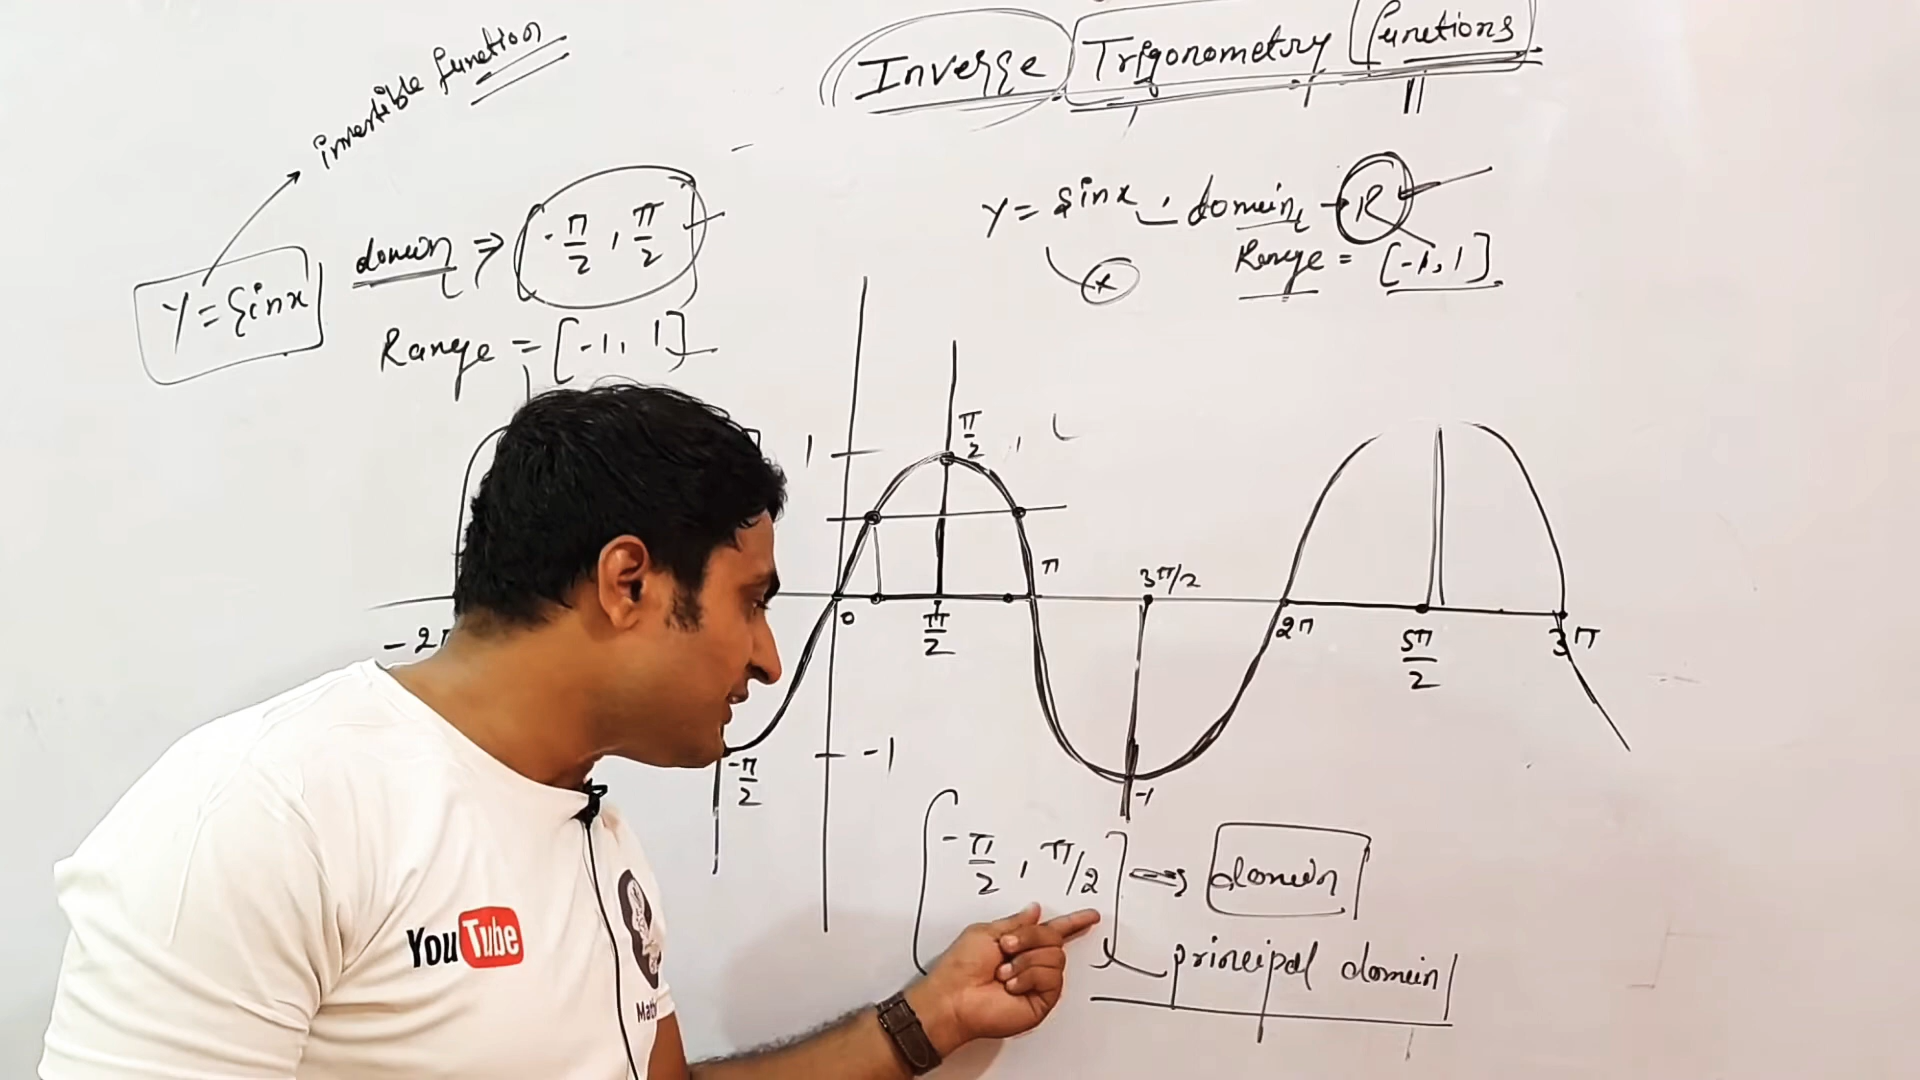 Inverse Trigonometry functions
invertible function
Y = sinx
domain ⇒ [-π/2, π/2]
Range = [-1, 1]
Y = sinx : domain → R
Range = [-1, 1]
x
1
π/2
π
3π/2
-2π
0
π/2
2π
5π/2
3π
-π/2
-1
-1
[-π/2, π/2] ⇒ domain
principal domain
YouTube
Math